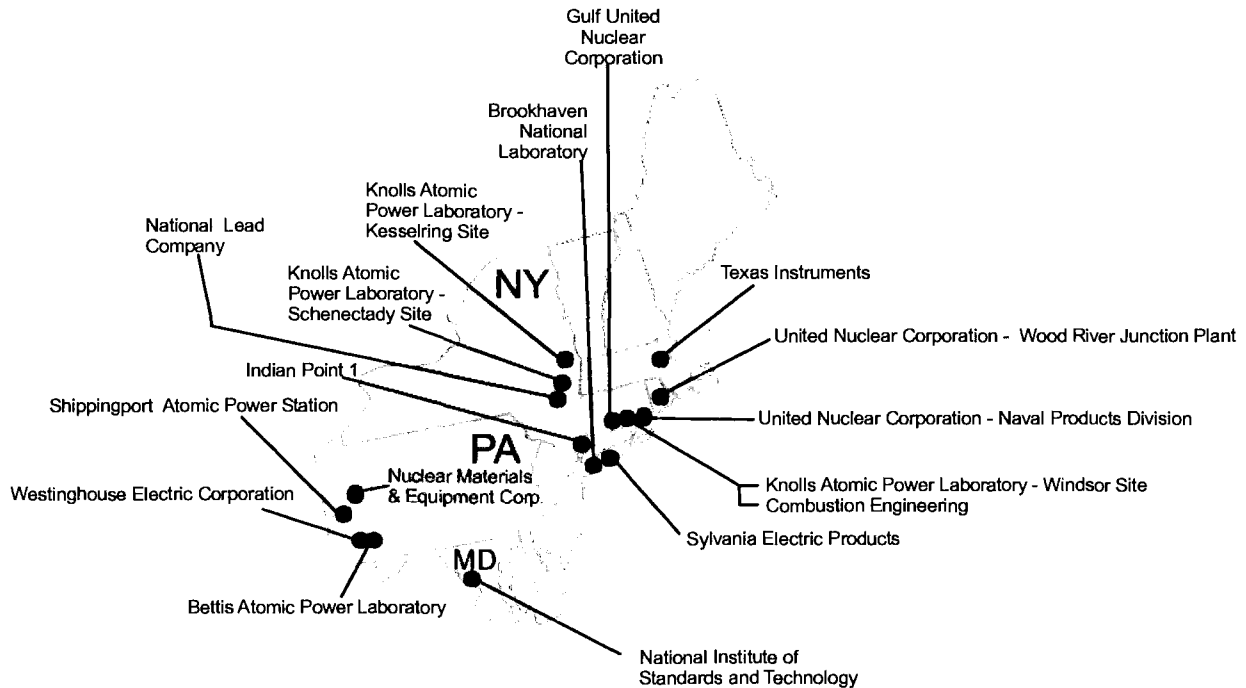 Gulf United
Nuclear
Corporation
Brookhaven
National
Laboratory
Knolls Atomic
Power Laboratory -
Kesselring Site
National Lead
Company
Knolls Atomic
Power Laboratory -
Schenectady Site
NY
Texas Instruments
United Nuclear Corporation - Wood River Junction Plant
Indian Point 1
Shippingport Atomic Power Station
United Nuclear Corporation - Naval Products Division
PA
Nuclear Materials
& Equipment Corp.
Westinghouse Electric Corporation
Knolls Atomic Power Laboratory - Windsor Site
Combustion Engineering
Sylvania Electric Products
MD
Bettis Atomic Power Laboratory
National Institute of
Standards and Technology